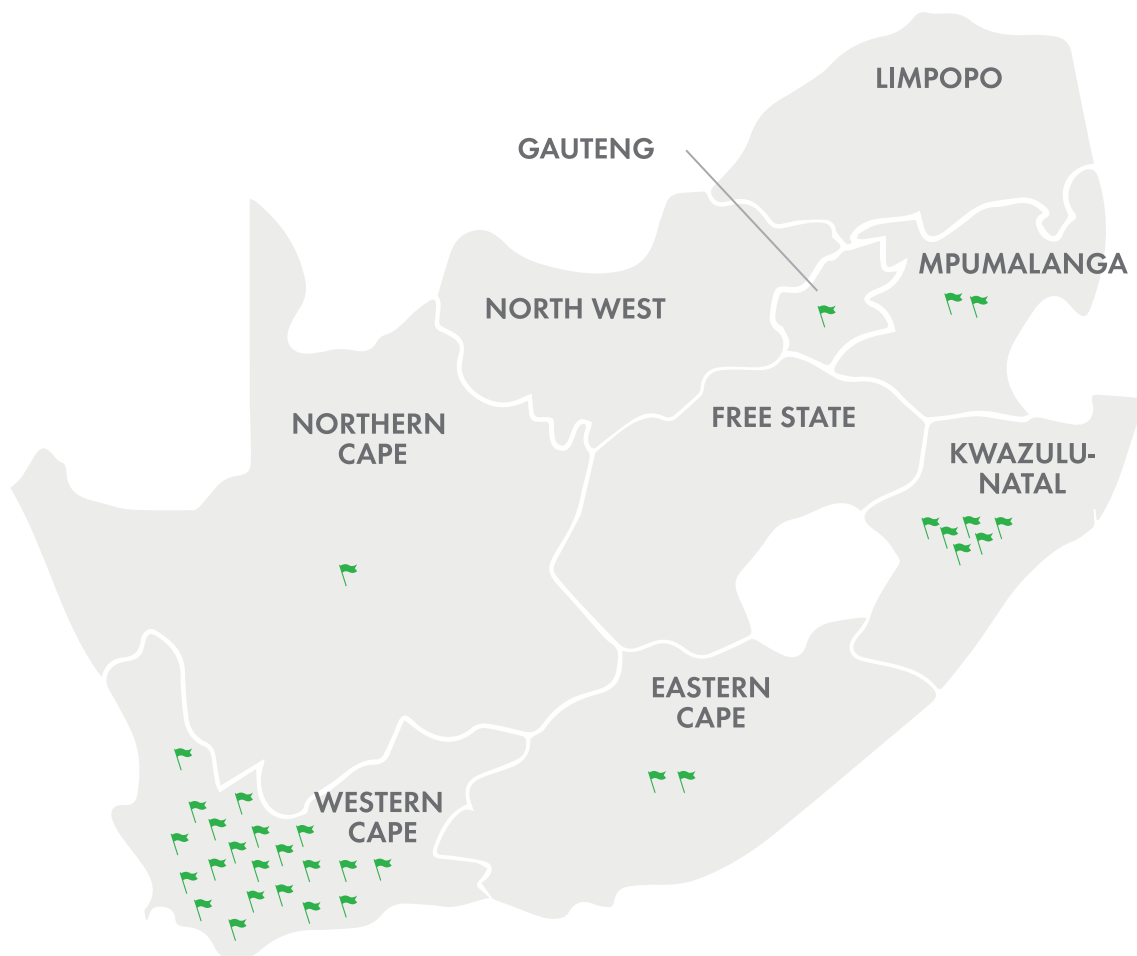 LIMPOPO
GAUTENG
MPUMALANGA
NORTH WEST
NORTHERN
CAPE
FREE STATE
KWAZULU-
NATAL
EASTERN
CAPE
WESTERN
CAPE